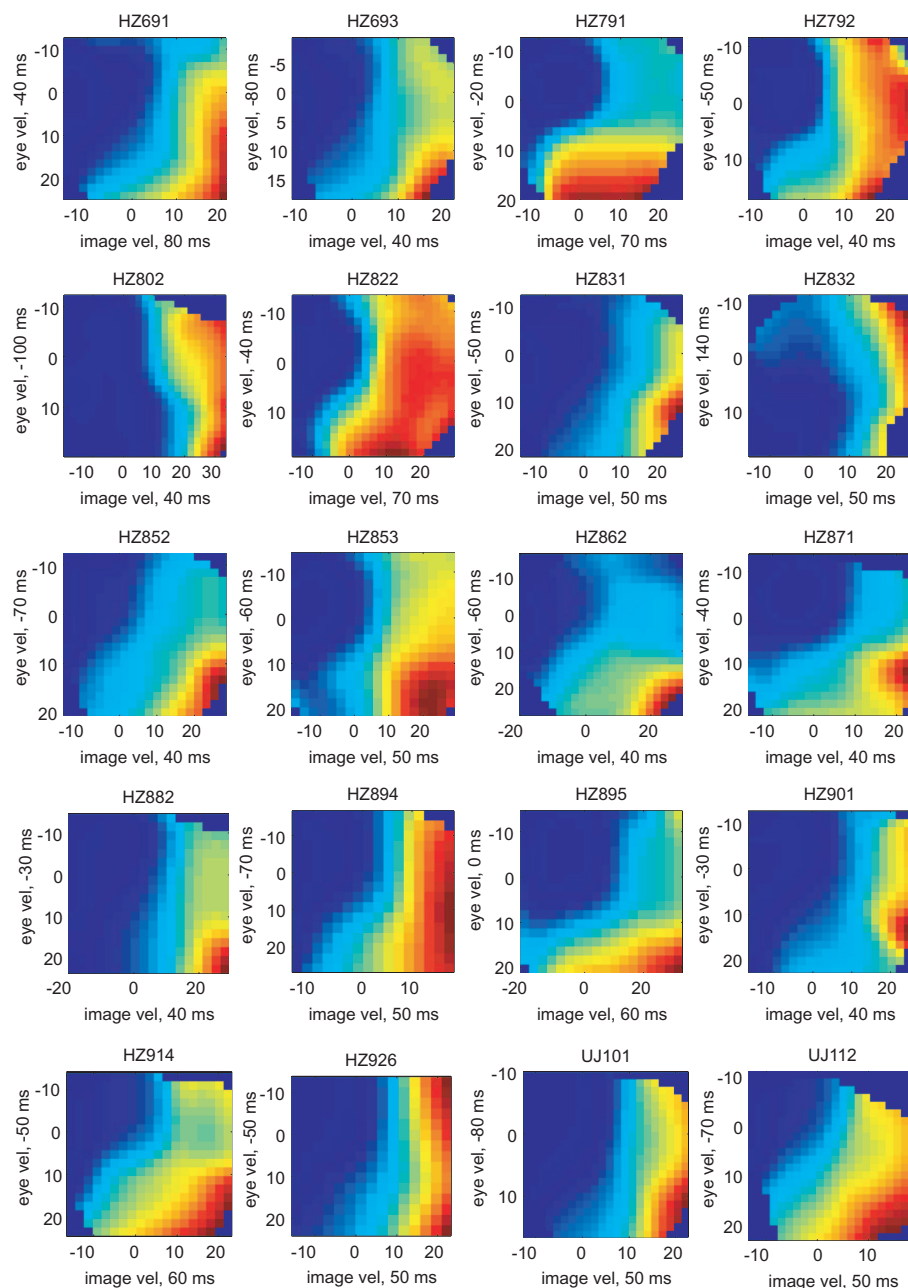 HZ691 HZ693 HZ791 HZ792
eye vel, -40 ms
-10
0
10
20
-10 0 10 20
image vel, 80 ms
eye vel, -80 ms
-5
0
5
10
15
-10 0 10 20
image vel, 40 ms
eye vel, -20 ms
-10
0
10
20
-10 0 10 20
image vel, 70 ms
eye vel, -50 ms
-10
0
10
-10 0 10 20
image vel, 40 ms
HZ802 HZ822 HZ831 HZ832
eye vel, -100 ms
-10
0
10
-10 0 10 20 30
image vel, 40 ms
eye vel, -40 ms
-10
0
10
-10 0 10 20
image vel, 70 ms
eye vel, -50 ms
-10
0
10
20
-10 0 10 20
image vel, 50 ms
eye vel, 140 ms
-10
0
10
-10 0 10 20
image vel, 50 ms
HZ852 HZ853 HZ862 HZ871
eye vel, -70 ms
-10
0
10
20
-10 0 10 20
image vel, 40 ms
eye vel, -60 ms
-10
0
10
20
-10 0 10 20
image vel, 50 ms
eye vel, -60 ms
-10
0
10
20
-20 0 20
image vel, 40 ms
eye vel, -40 ms
-10
0
10
20
-10 0 10 20
image vel, 40 ms
HZ882 HZ894 HZ895 HZ901
eye vel, -30 ms
-10
0
10
20
-20 0 20
image vel, 40 ms
eye vel, -70 ms
-10
0
10
20
-10 0 10
image vel, 50 ms
eye vel, 0 ms
-10
0
10
20
-20 0 20
image vel, 60 ms
eye vel, -30 ms
-10
0
10
20
-10 0 10 20
image vel, 40 ms
HZ914 HZ926 UJ101 UJ112
eye vel, -50 ms
-10
0
10
20
-10 0 10 20
image vel, 60 ms
eye vel, -50 ms
-10
0
10
20
-10 0 10 20
image vel, 50 ms
eye vel, -80 ms
-10
0
10
-10 0 10 20
image vel, 50 ms
eye vel, -70 ms
-10
0
10
20
-10 0 10 20
image vel, 50 ms